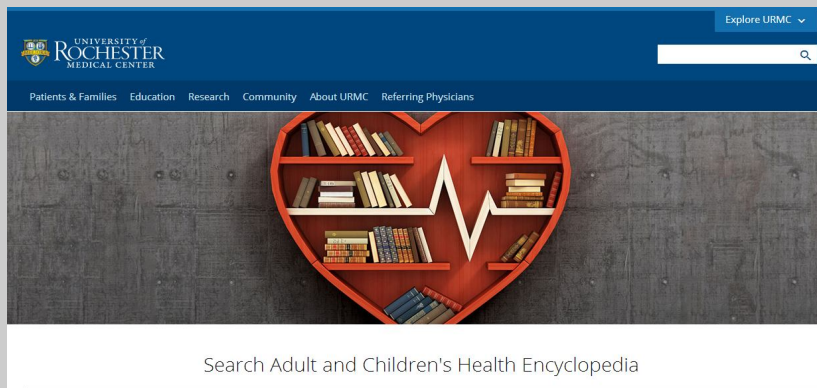 Explore URMC
UNIVERSITY of
ROCHESTER
MEDICAL CENTER
Patients & Families Education Research Community About URMC Referring Physicians
Search Adult and Children's Health Encyclopedia